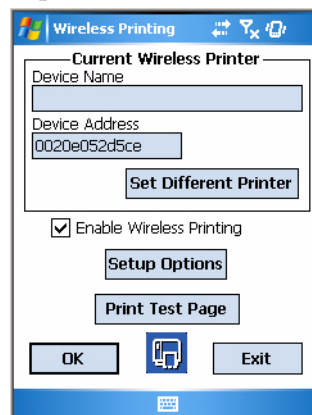 Wireless Printing
Current Wireless Printer
Device Name
Device Address
0020e052d5ce
Set Different Printer
Enable Wireless Printing
Setup Options
Print Test Page
OK
Exit